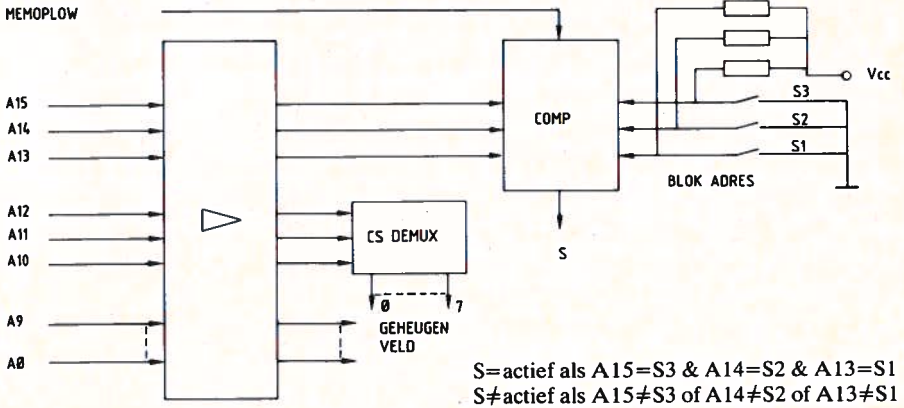 MEMOPLOW
Vcc
A15
A14
A13
COMP
S3
S2
S1
BLOK ADRES
A12
A11
A10
CS DEMUX
S
0 7
GEHEUGEN
VELD
A9
A0
S=actief als A15=S3 & A14=S2 & A13=S1
S≠actief als A15≠S3 of A14≠S2 of A13≠S1